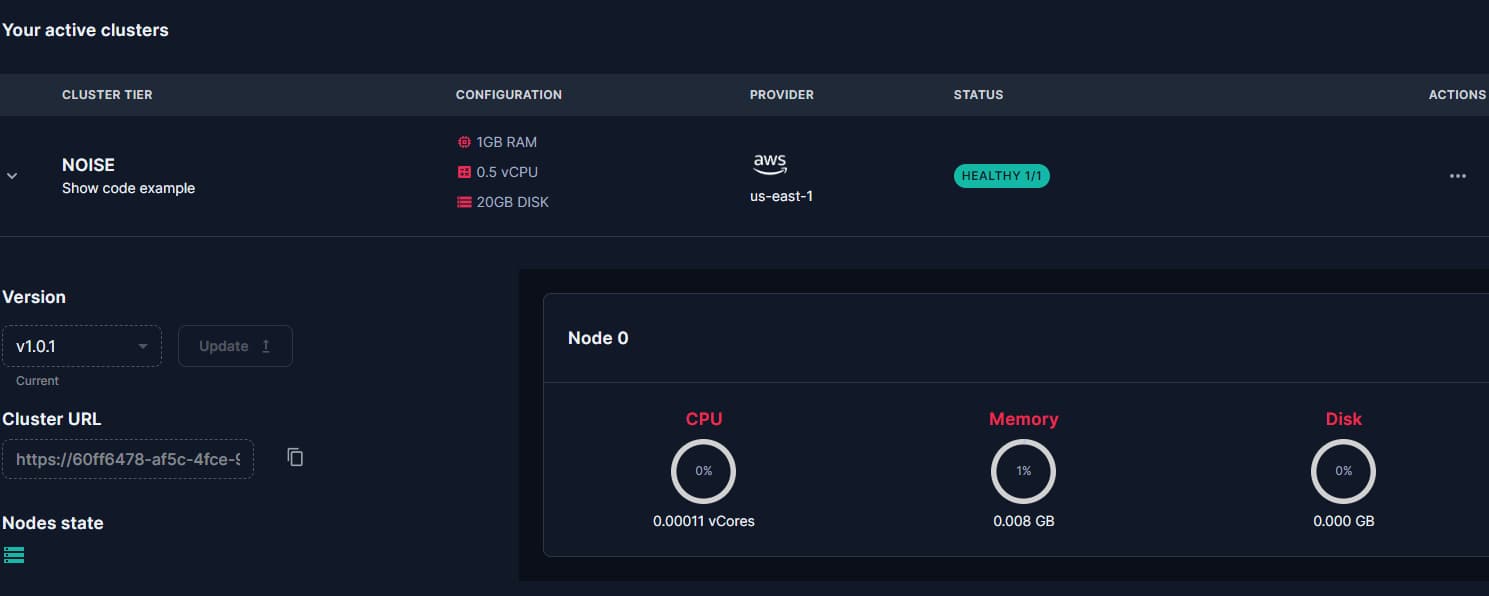 Your active clusters
CLUSTER TIER CONFIGURATION PROVIDER STATUS ACTIONS
NOISE
Show code example
1GB RAM
0.5 vCPU
20GB DISK
aws
us-east-1
HEALTHY 1/1
Version
v1.0.1
Update
Current
Cluster URL
https://60ff6478-af5c-4fce-9
Nodes state
Node 0
CPU Memory Disk
0% 1% 0%
0.00011 vCores 0.008 GB 0.000 GB